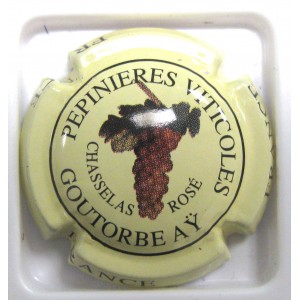 PEPINIERES VITICOLES
CHASSELAS ROSÉ
GOUTORBE AŸ